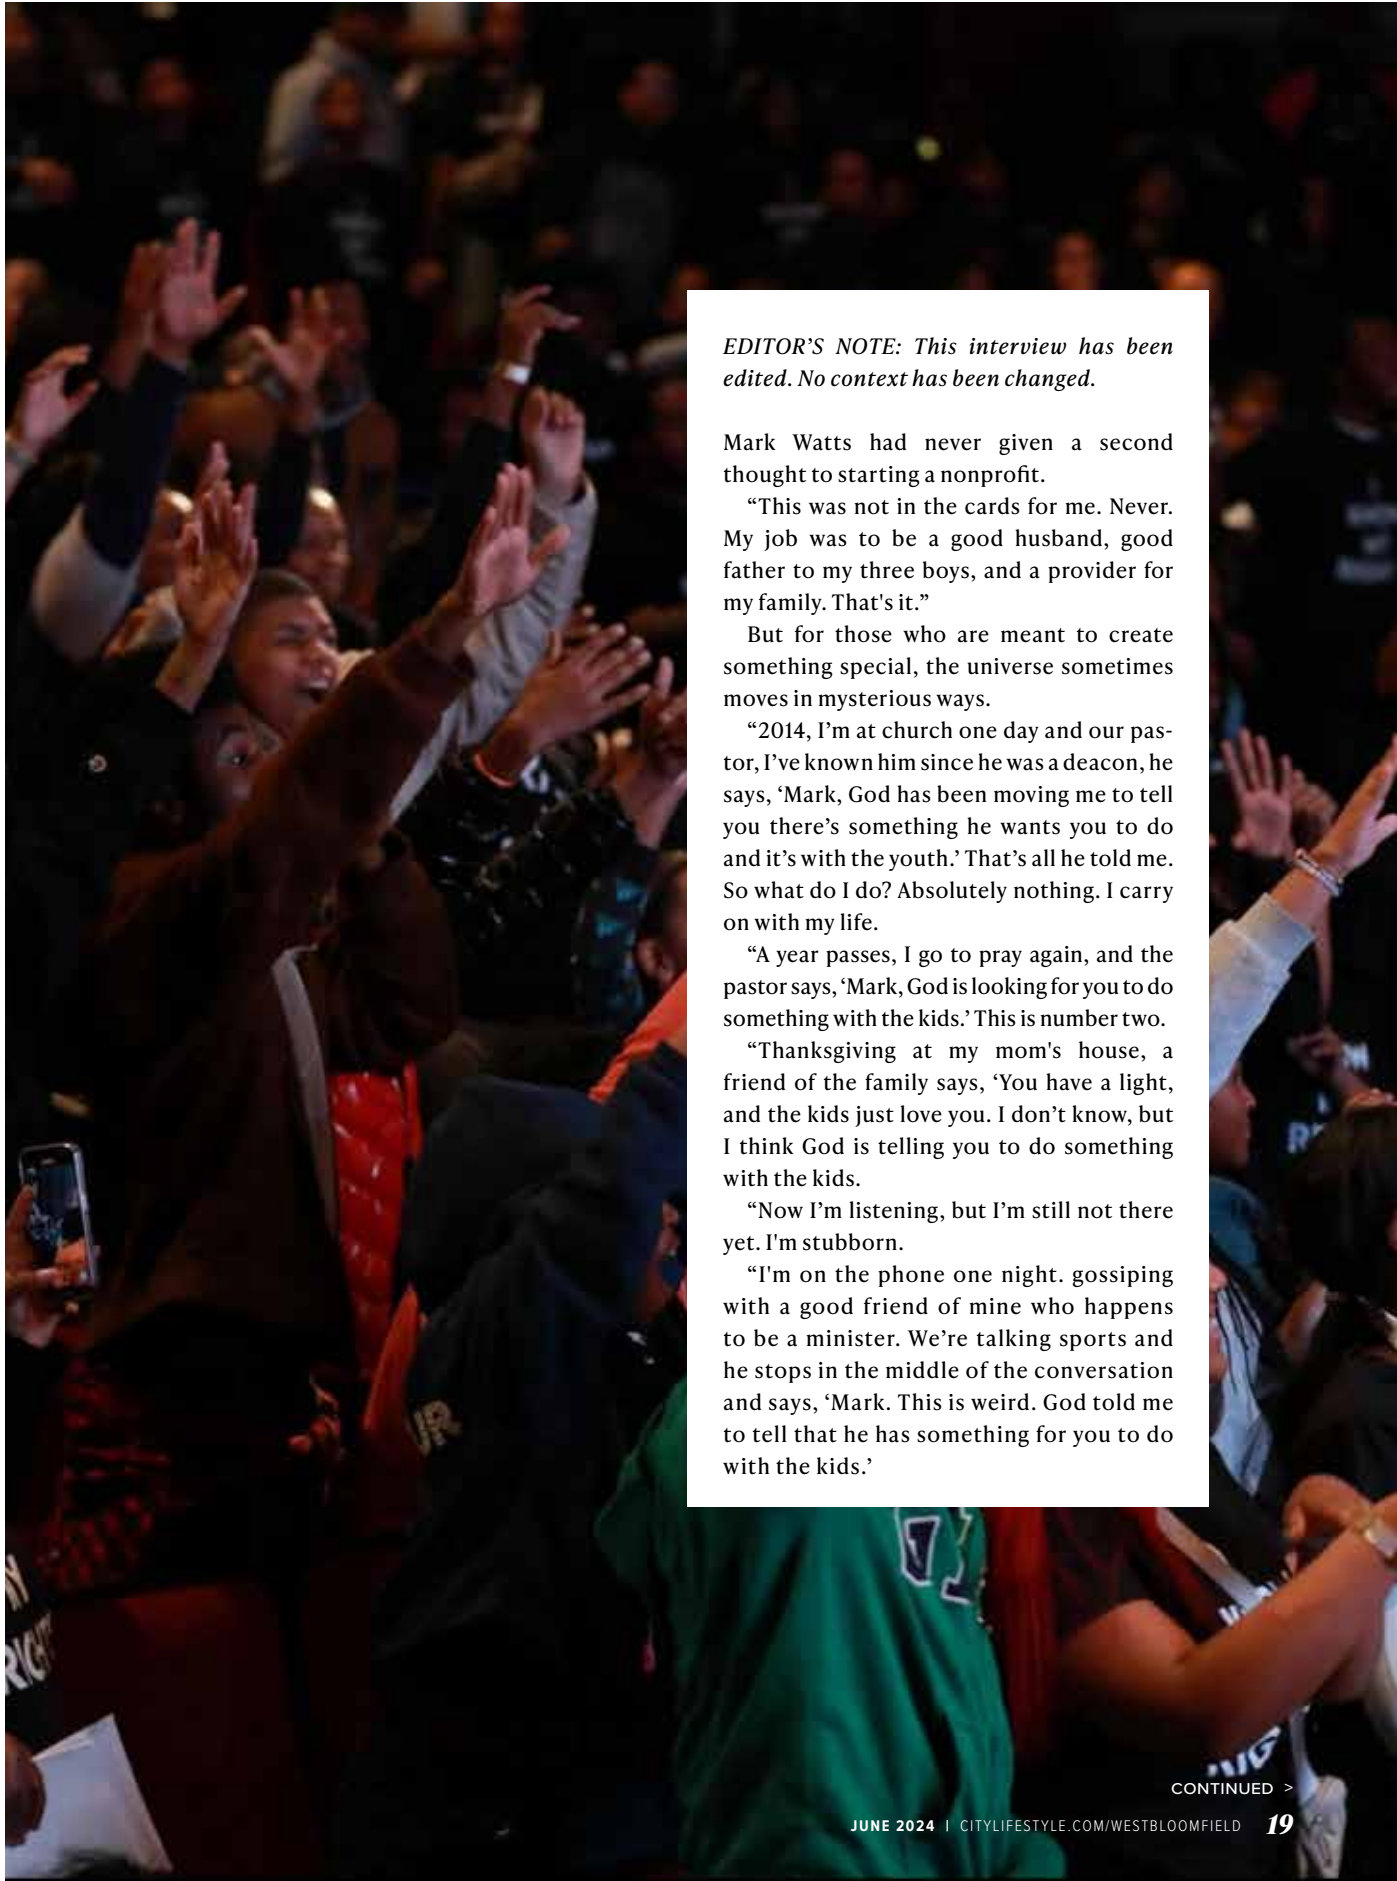 EDITOR’S NOTE: This interview has been
edited. No context has been changed.
Mark Watts had never given a second
thought to starting a nonprofit.
“This was not in the cards for me. Never.
My job was to be a good husband, good
father to my three boys, and a provider for
my family. That's it.”
But for those who are meant to create
something special, the universe sometimes
moves in mysterious ways.
“2014, I’m at church one day and our pas-
tor, I’ve known him since he was a deacon, he
says, ‘Mark, God has been moving me to tell
you there’s something he wants you to do
and it’s with the youth.’ That’s all he told me.
So what do I do? Absolutely nothing. I carry
on with my life.
“A year passes, I go to pray again, and the
pastor says, ‘Mark, God is looking for you to do
something with the kids.’ This is number two.
“Thanksgiving at my mom's house, a
friend of the family says, ‘You have a light,
and the kids just love you. I don’t know, but
I think God is telling you to do something
with the kids.
“Now I’m listening, but I’m still not there
yet. I'm stubborn.
“I'm on the phone one night. gossiping
with a good friend of mine who happens
to be a minister. We’re talking sports and
he stops in the middle of the conversation
and says, ‘Mark. This is weird. God told me
to tell that he has something for you to do
with the kids.’
CONTINUED >
JUNE 2024 | CITYLIFESTYLE.COM/WESTBLOOMFIELD 19